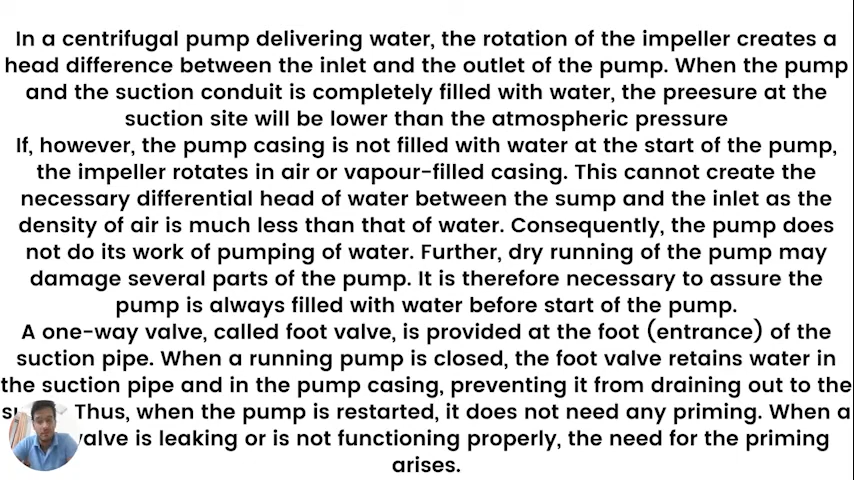 In a centrifugal pump delivering water, the rotation of the impeller creates a
head difference between the inlet and the outlet of the pump. When the pump
and the suction conduit is completely filled with water, the preesure at the
suction site will be lower than the atmospheric pressure
If, however, the pump casing is not filled with water at the start of the pump,
the impeller rotates in air or vapour-filled casing. This cannot create the
necessary differential head of water between the sump and the inlet as the
density of air is much less than that of water. Consequently, the pump does
not do its work of pumping of water. Further, dry running of the pump may
damage several parts of the pump. It is therefore necessary to assure the
pump is always filled with water before start of the pump.
A one-way valve, called foot valve, is provided at the foot (entrance) of the
suction pipe. When a running pump is closed, the foot valve retains water in
the suction pipe and in the pump casing, preventing it from draining out to the
Thus, when the pump is restarted, it does not need any priming. When a
valve is leaking or is not functioning properly, the need for the priming
arises.